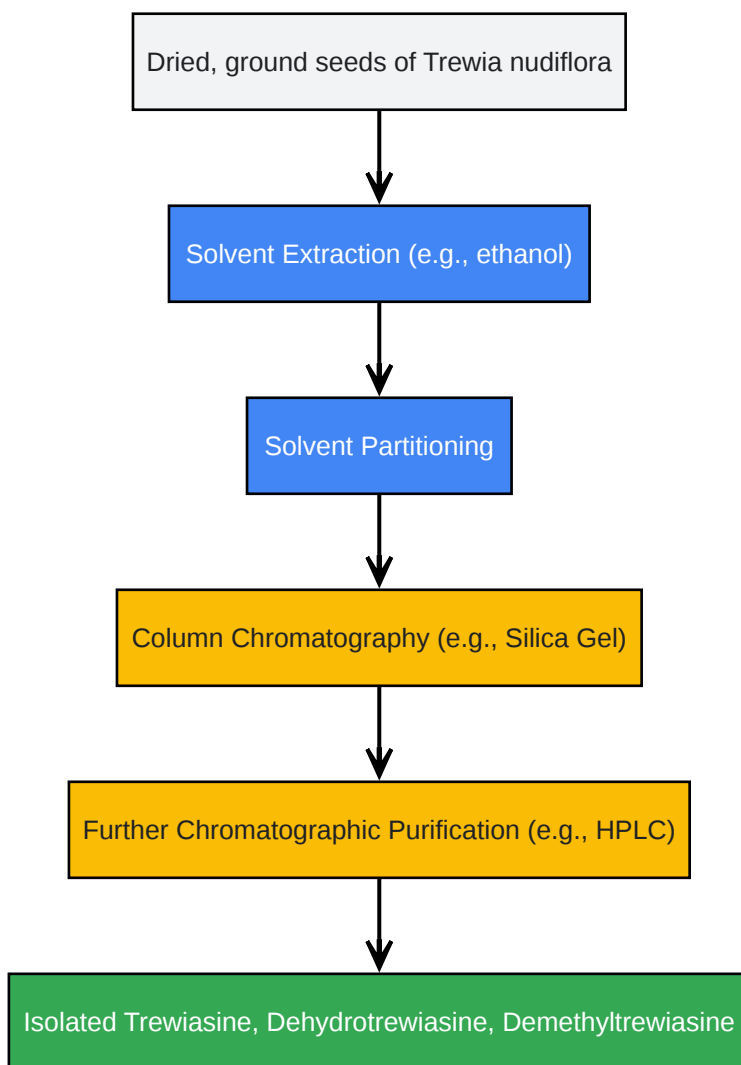 Dried, ground seeds of Trewia nudiflora
Solvent Extraction (e.g., ethanol)
Solvent Partitioning
Column Chromatography (e.g., Silica Gel)
Further Chromatographic Purification (e.g., HPLC)
Isolated Trewiasine, Dehydrotrewiasine, Demethyltrewiasine